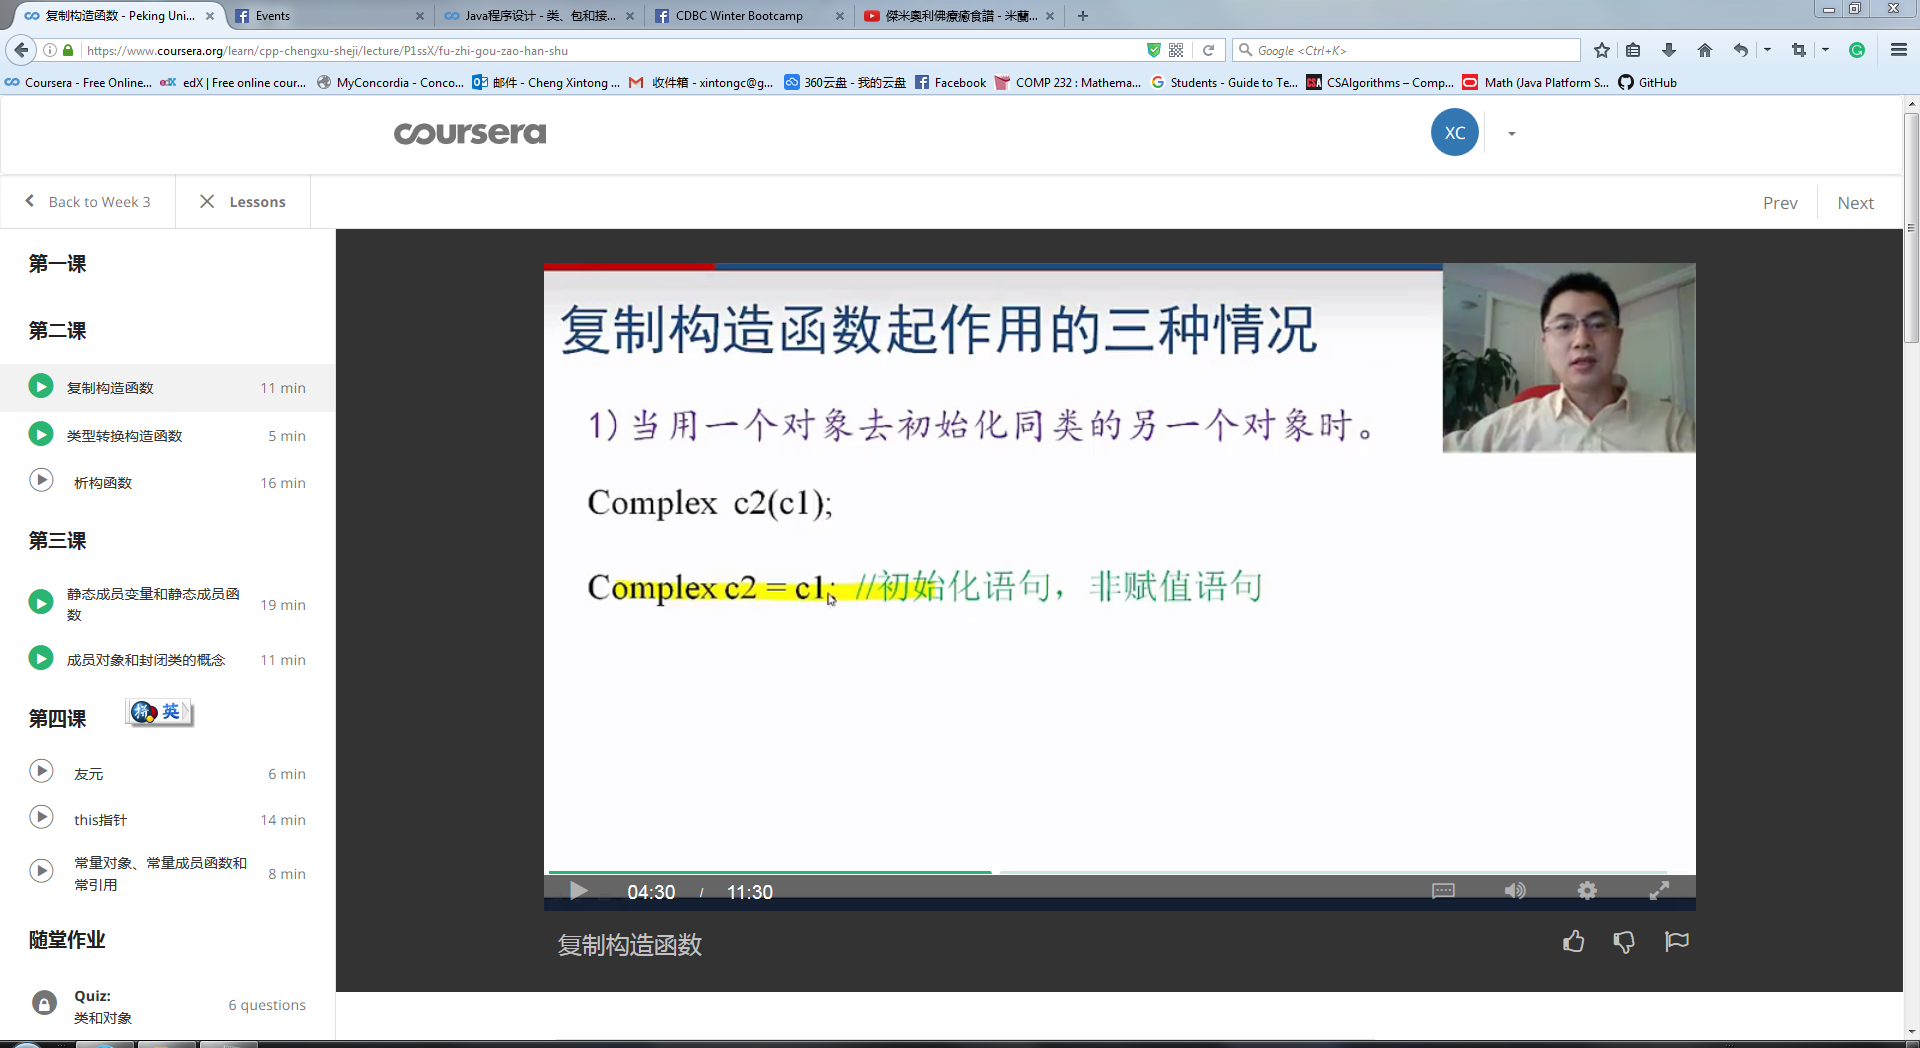 复制构造函数 - Peking Uni...
Events
Java程序设计 - 类、包和接...
CDBC Winter Bootcamp
傑米奧利佛療癒食譜 - 米蘭...
https://www.coursera.org/learn/cpp-chengxu-sheji/lecture/P1ssX/fu-zhi-gou-zao-han-shu
Google <Ctrl+K>
Coursera - Free Online...
edX | Free online cour...
MyConcordia - Conco...
邮件 - Cheng Xintong ...
收件箱 - xintongc@g...
360云盘 - 我的云盘
Facebook
COMP 232 : Mathema...
Students - Guide to Te...
CSAlgorithms – Comp...
Math (Java Platform S...
GitHub
coursera
XC
Back to Week 3
Lessons
Prev
Next
第一课
第二课
复制构造函数 11 min
类型转换构造函数 5 min
析构函数 16 min
第三课
静态成员变量和静态成员函
数 19 min
成员对象和封闭类的概念 11 min
第四课
拼 英
友元 6 min
this指针 14 min
常量对象、常量成员函数和
常引用 8 min
随堂作业
Quiz:
类和对象 6 questions
复制构造函数起作用的三种情况
1)当用一个对象去初始化同类的另一个对象时。
Complex c2(c1);
Complex c2 = c1; //初始化语句，非赋值语句
04:30 / 11:30
复制构造函数